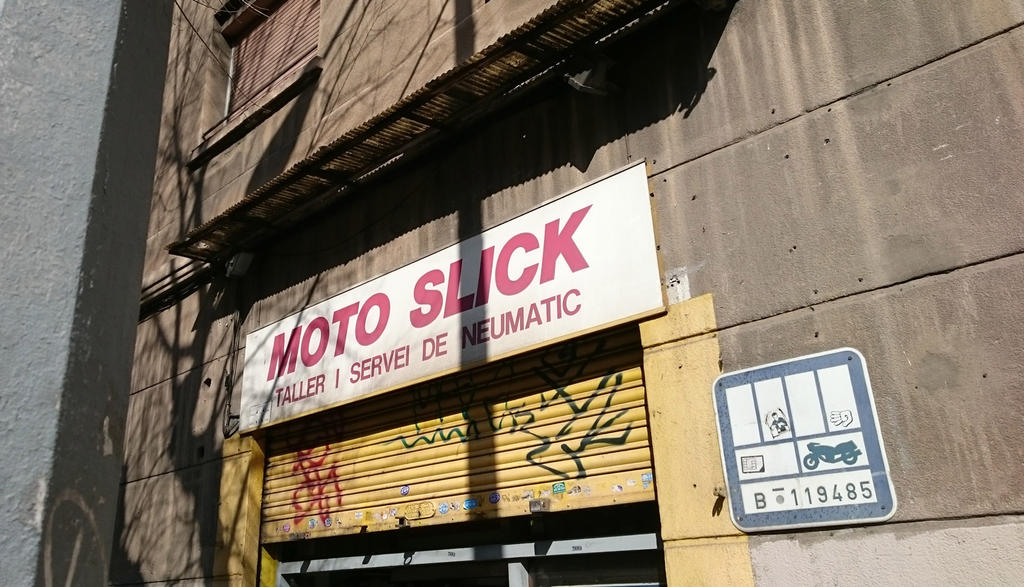 MOTO SLICK
TALLER I SERVEI DE NEUMATIC
B-119485